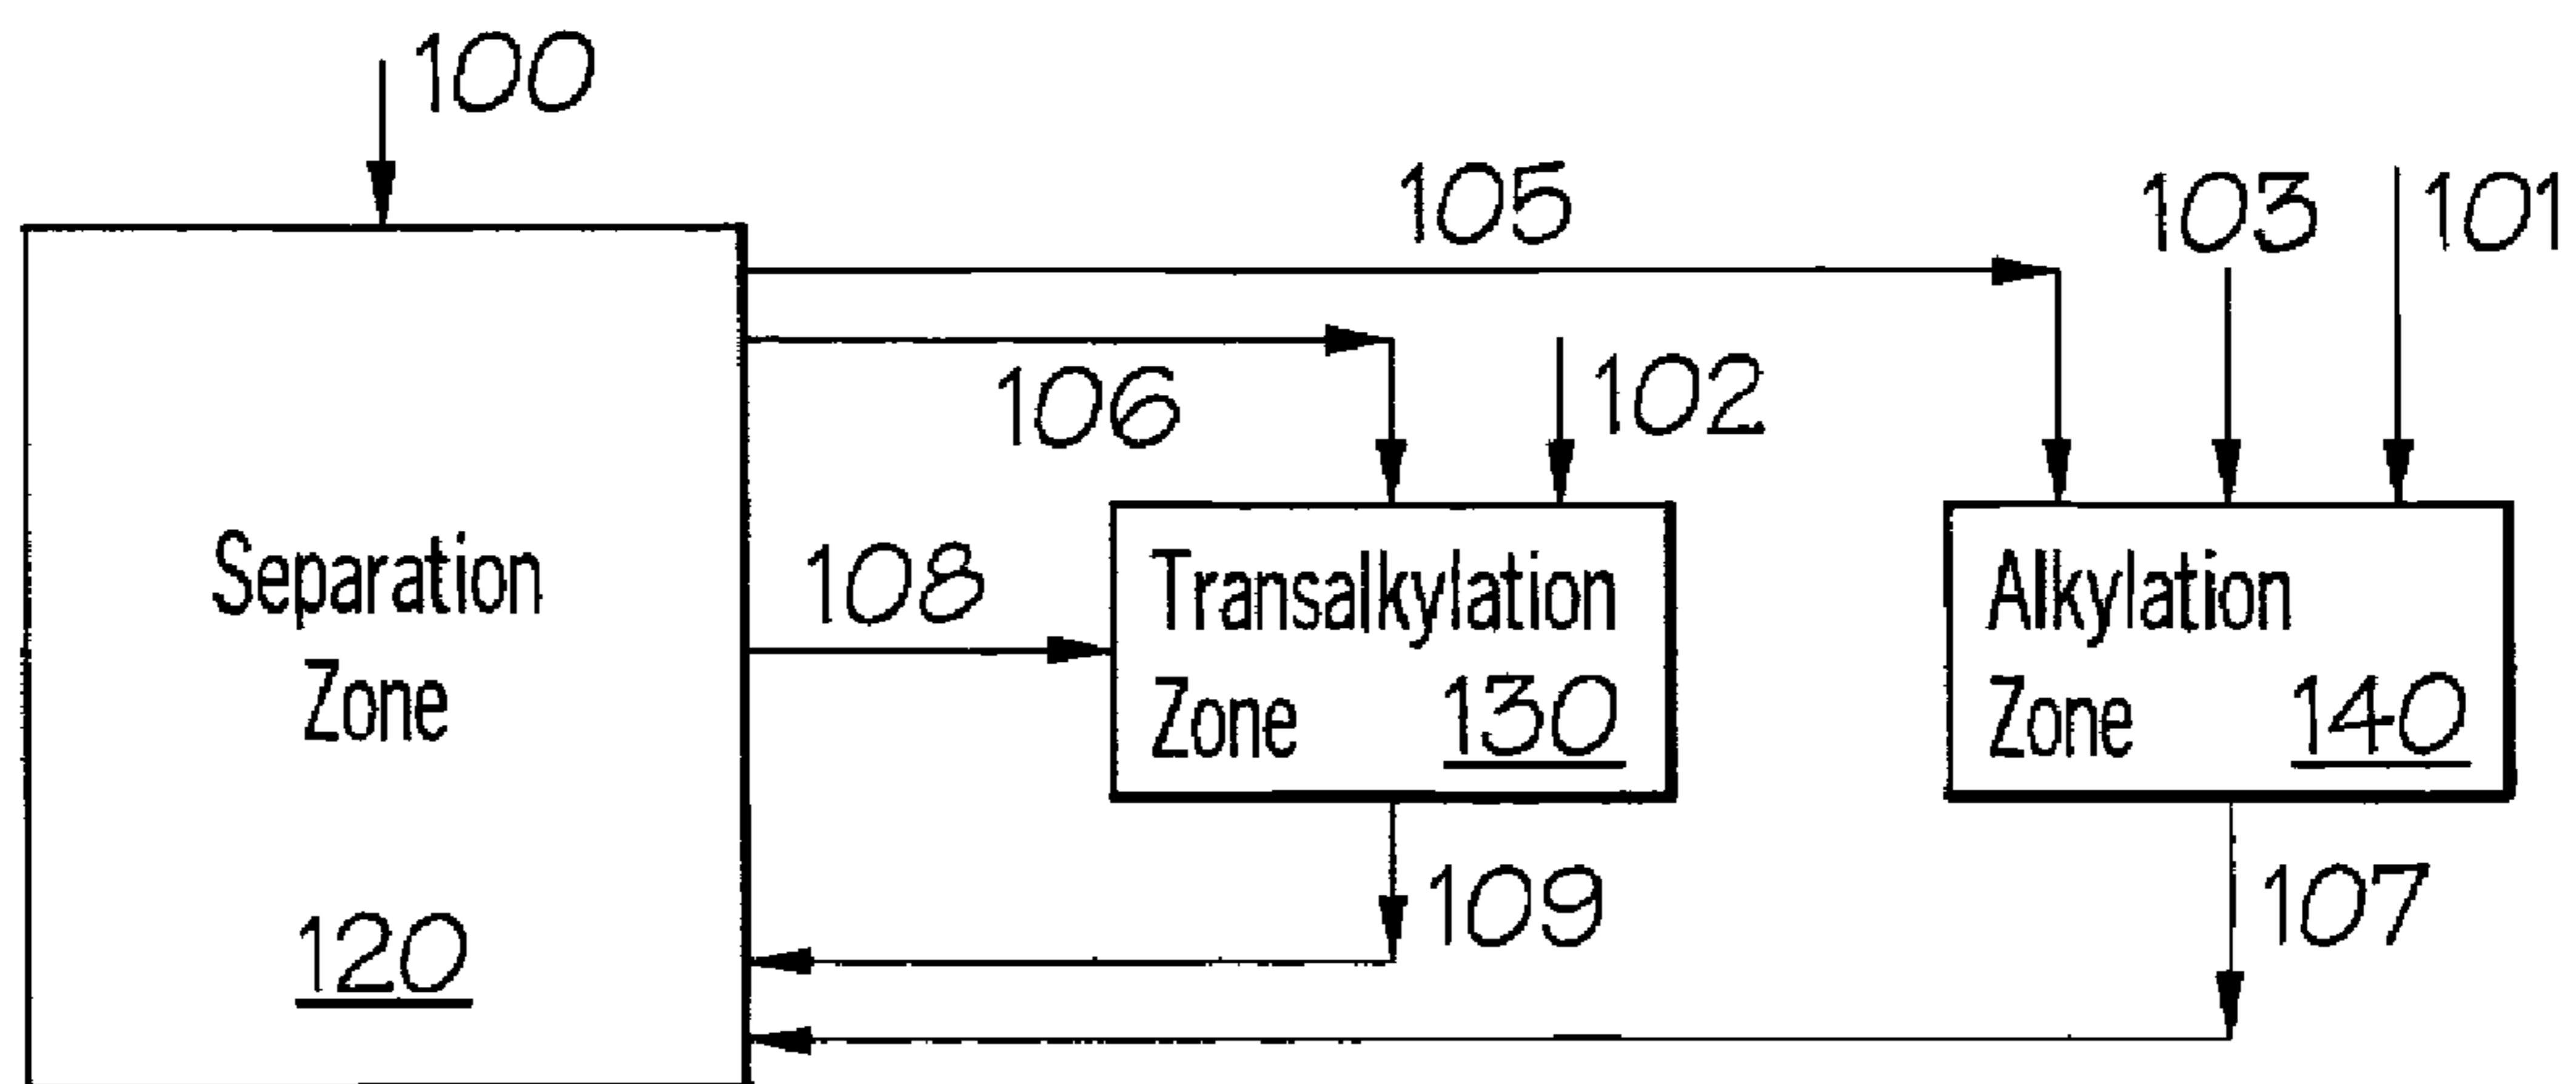 100
105
103
101
106
102
Separation
Zone
120
108
Transalkylation
Zone 130
Alkylation
Zone 140
109
107